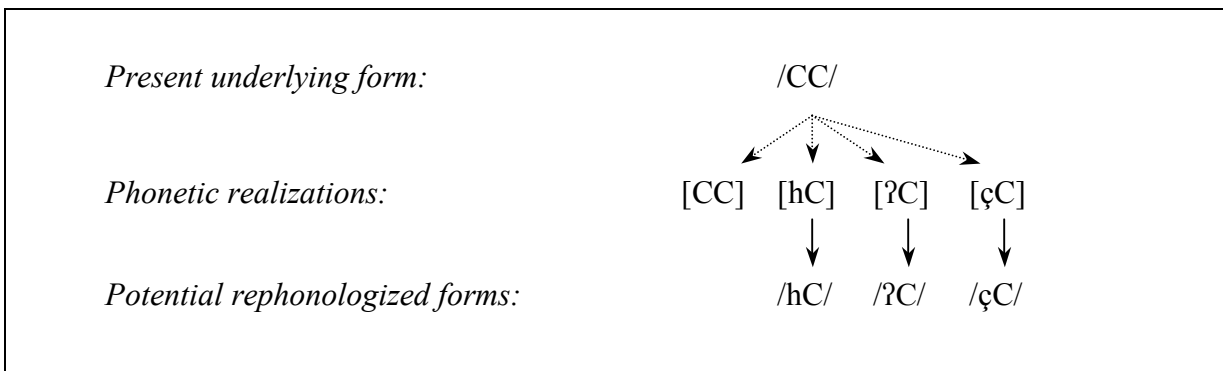 Present underlying form: /CC/
Phonetic realizations: [CC] [hC] [ʔC] [çC]
Potential rephonologized forms: /hC/ /ʔC/ /çC/